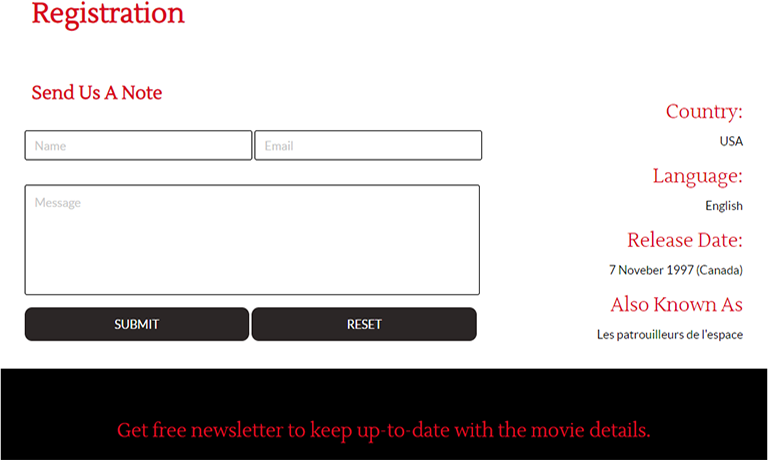 Registration
Send Us A Note
Name
Email
Message
SUBMIT
RESET
Country:
USA
Language:
English
Release Date:
7 Noveber 1997 (Canada)
Also Known As
Les patrouilleurs de l'espace
Get free newsletter to keep up-to-date with the movie details.